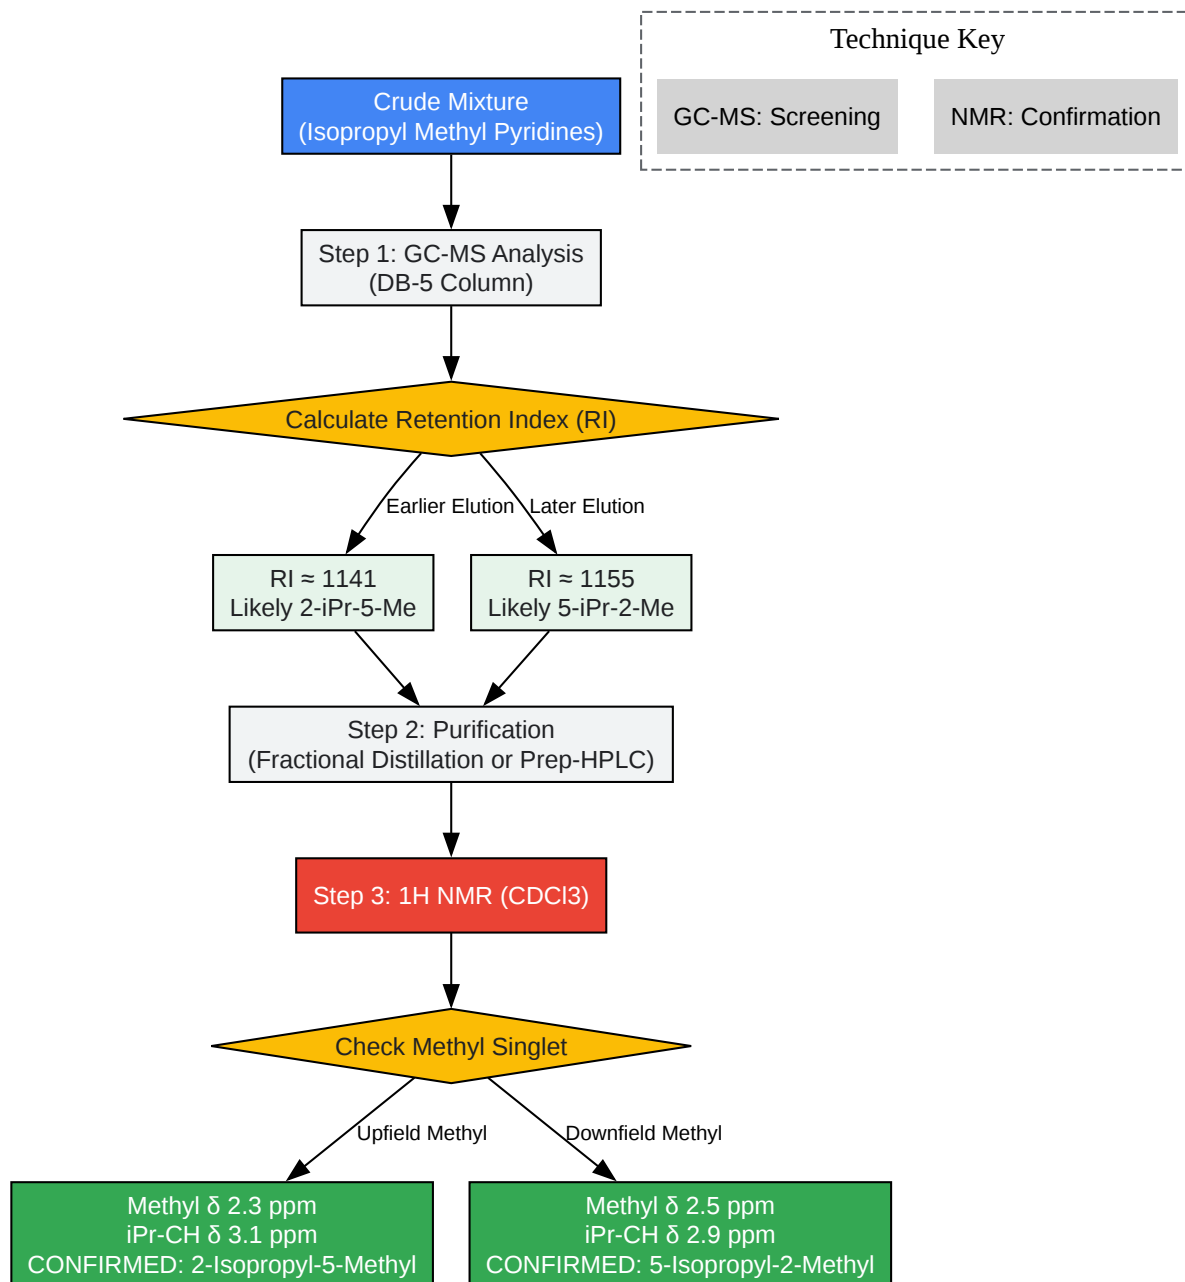 Technique Key
GC-MS: Screening
NMR: Confirmation
Crude Mixture
(Isopropyl Methyl Pyridines)
Step 1: GC-MS Analysis
(DB-5 Column)
Calculate Retention Index (RI)
Earlier Elution
Later Elution
RI ≈ 1141
Likely 2-iPr-5-Me
RI ≈ 1155
Likely 5-iPr-2-Me
Step 2: Purification
(Fractional Distillation or Prep-HPLC)
Step 3: 1H NMR (CDCl3)
Check Methyl Singlet
Upfield Methyl
Downfield Methyl
Methyl δ 2.3 ppm
iPr-CH δ 3.1 ppm
CONFIRMED: 2-Isopropyl-5-Methyl
Methyl δ 2.5 ppm
iPr-CH δ 2.9 ppm
CONFIRMED: 5-Isopropyl-2-Methyl